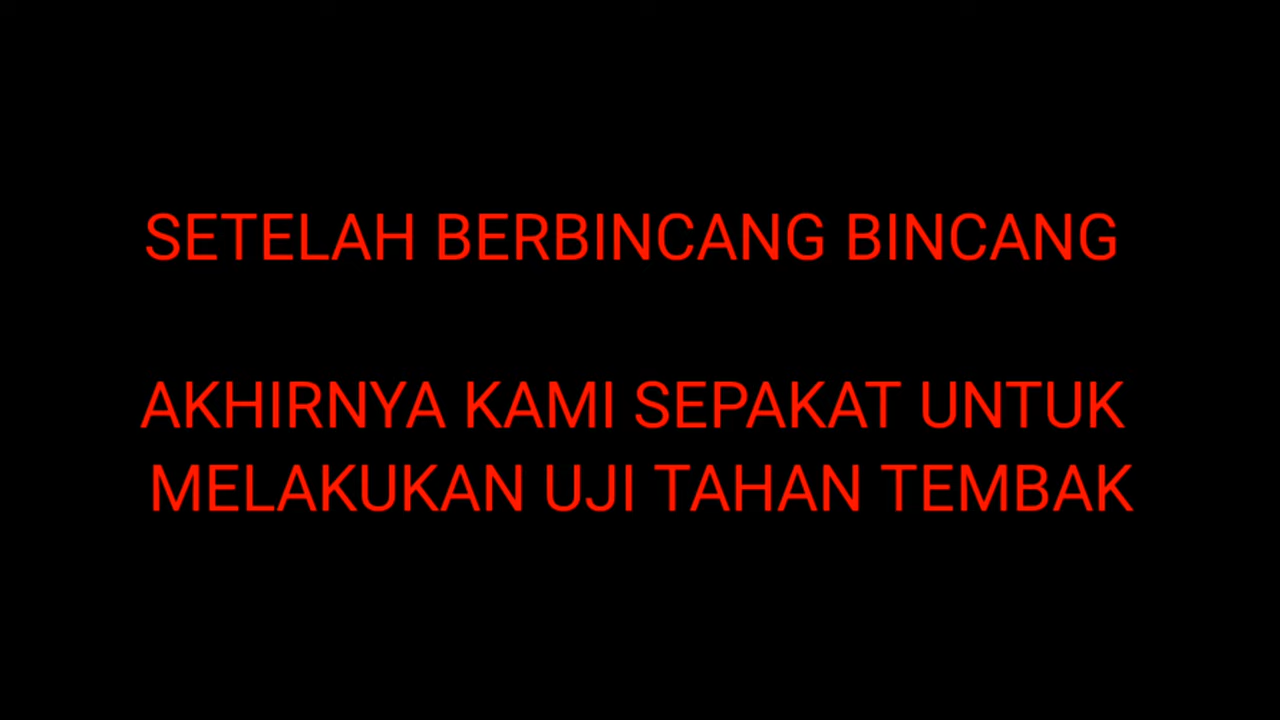 SETELAH BERBINCANG BINCANG
AKHIRNYA KAMI SEPAKAT UNTUK
MELAKUKAN UJI TAHAN TEMBAK